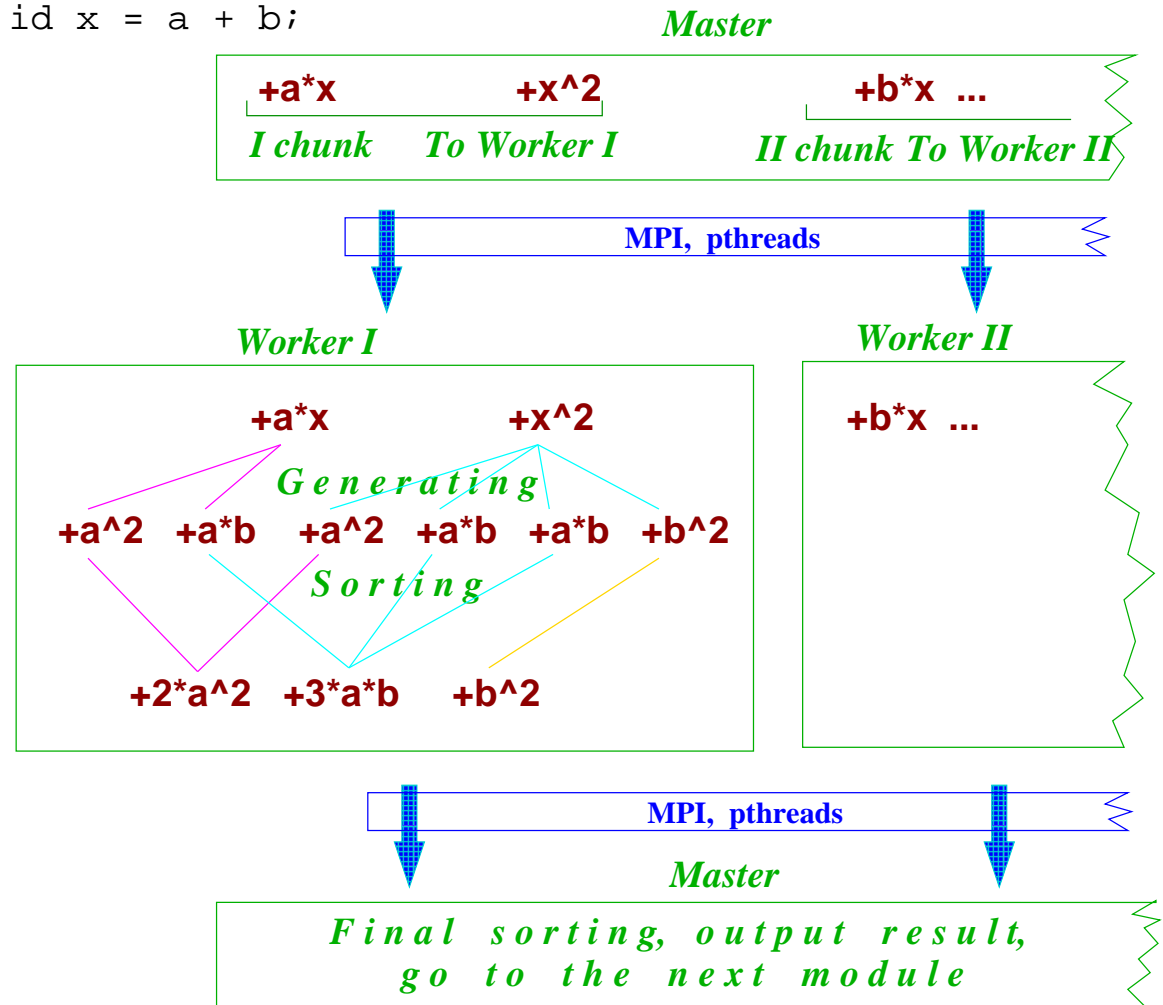 id x = a + b;
Master
+a*x +x^2 +b*x ...
I chunk To Worker I II chunk To Worker II
MPI, pthreads
Worker I Worker II
+a*x +x^2 +b*x ...
Generating
+a^2 +a*b +a^2 +a*b +a*b +b^2
Sorting
+2*a^2 +3*a*b +b^2
MPI, pthreads
Master
Final sorting, output result,
go to the next module